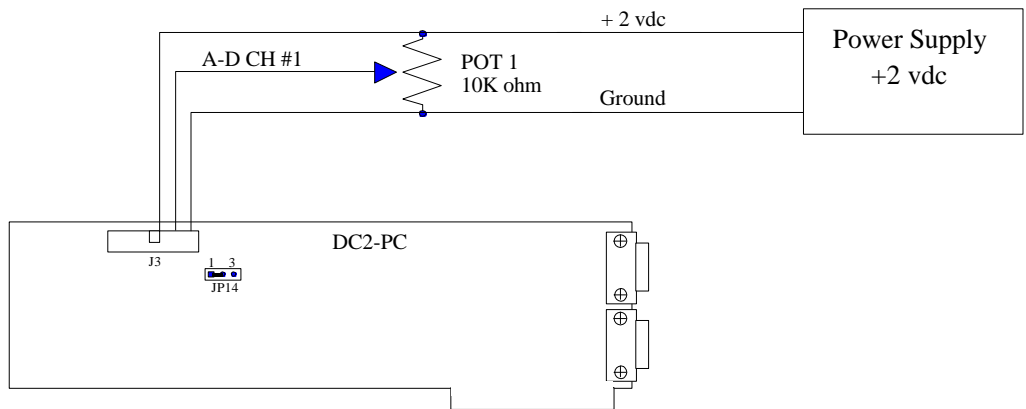 + 2 vdc
Power Supply
+2 vdc
A-D CH #1
POT 1
10K ohm
Ground
DC2-PC
J3
1 3
JP14